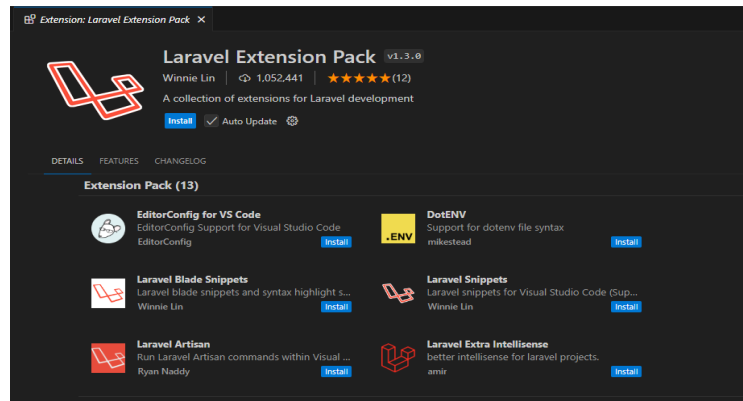 Extension: Laravel Extension Pack
Laravel Extension Pack v1.3.0
Winnie Lin 1,052,441 (12)
A collection of extensions for Laravel development
Install Auto Update
DETAILS FEATURES CHANGELOG
Extension Pack (13)
EditorConfig for VS Code
EditorConfig Support for Visual Studio Code
EditorConfig Install
.ENV
DotENV
Support for dotenv file syntax
mikestead Install
Laravel Blade Snippets
Laravel blade snippets and syntax highlight s...
Winnie Lin Install
Laravel Snippets
Laravel snippets for Visual Studio Code (Sup...
Winnie Lin Install
Laravel Artisan
Run Laravel Artisan commands within Visual ...
Ryan Naddy Install
Laravel Extra Intellisense
better intellisense for laravel projects.
amir Install